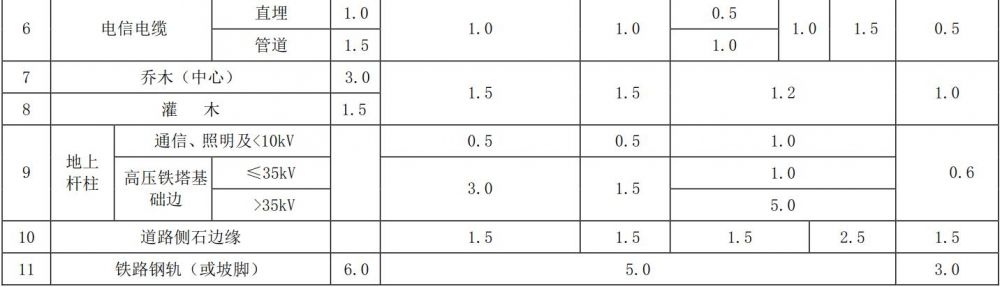 6 电信电缆 直埋 1.0 1.0 1.0 0.5 1.0 1.5 0.5
管道 1.5 1.0
7 乔木（中心） 3.0 1.5 1.5 1.2 1.0
8 灌 木 1.5
9 地上杆柱 通信、照明及<10kV 0.5 0.5 1.0 0.6
高压铁塔基础边 ≤35kV 3.0 1.5 1.0
>35kV 5.0
10 道路侧石边缘 1.5 1.5 1.5 2.5 1.5
11 铁路钢轨（或坡脚） 6.0 5.0 3.0